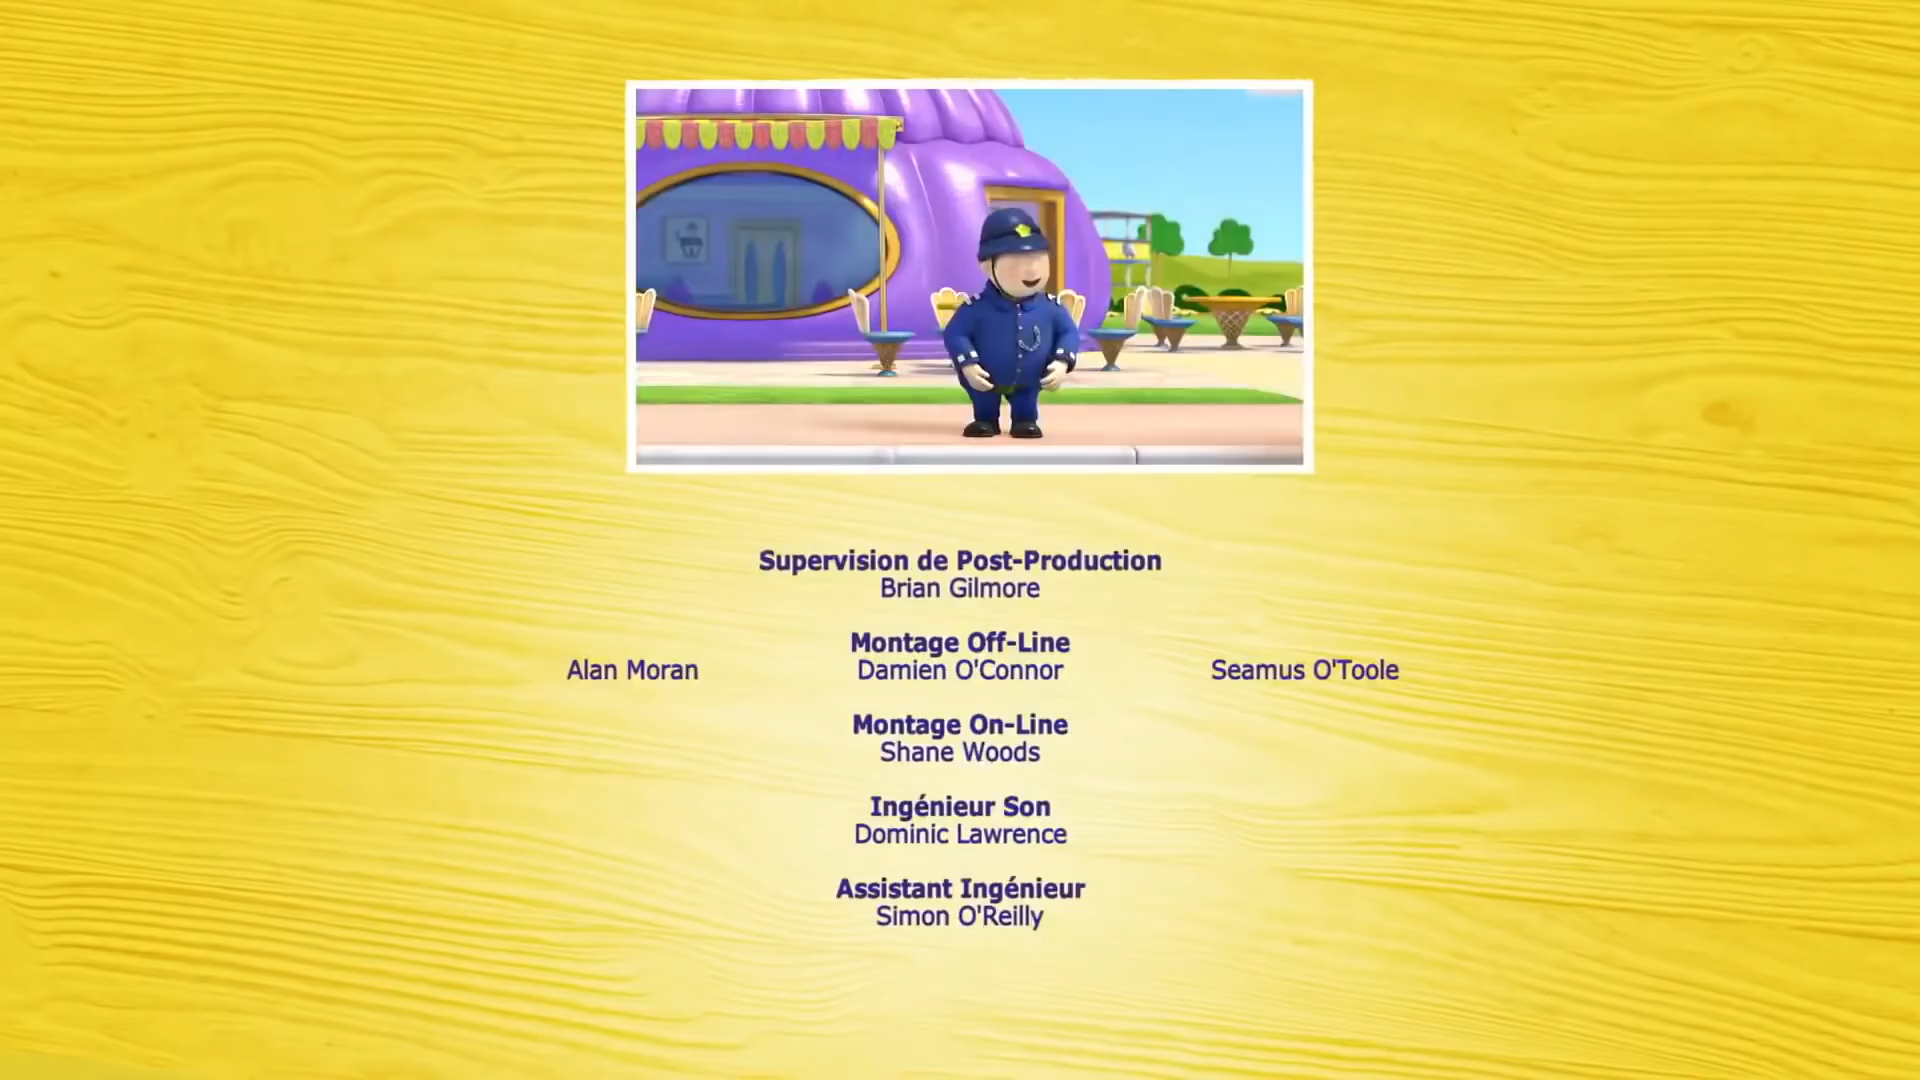 Supervision de Post-Production
Brian Gilmore
Montage Off-Line
Alan Moran Damien O'Connor Seamus O'Toole
Montage On-Line
Shane Woods
Ingénieur Son
Dominic Lawrence
Assistant Ingénieur
Simon O'Reilly